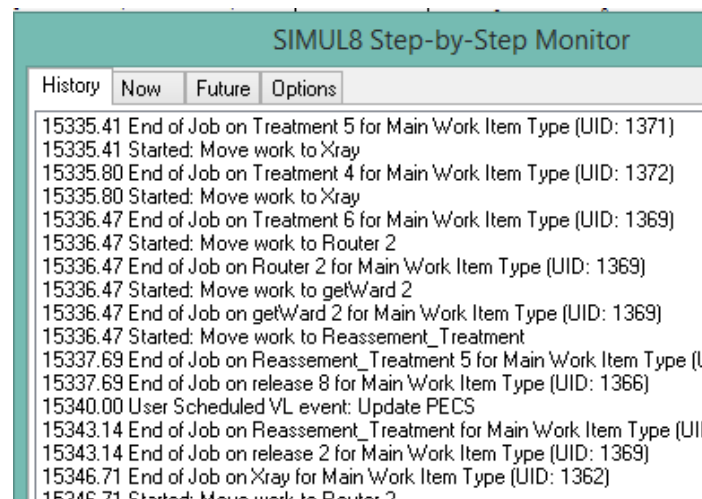 SIMUL8 Step-by-Step Monitor
History Now Future Options
15335.41 End of Job on Treatment 5 for Main Work Item Type (UID: 1371)
15335.41 Started: Move work to Xray
15335.80 End of Job on Treatment 4 for Main Work Item Type (UID: 1372)
15335.80 Started: Move work to Xray
15336.47 End of Job on Treatment 6 for Main Work Item Type (UID: 1369)
15336.47 Started: Move work to Router 2
15336.47 End of Job on Router 2 for Main Work Item Type (UID: 1369)
15336.47 Started: Move work to getWard 2
15336.47 End of Job on getWard 2 for Main Work Item Type (UID: 1369)
15336.47 Started: Move work to Reassement_Treatment
15337.69 End of Job on Reassement_Treatment 5 for Main Work Item Type (U
15337.69 End of Job on release 8 for Main Work Item Type (UID: 1366)
15340.00 User Scheduled VL event: Update PECS
15343.14 End of Job on Reassement_Treatment for Main Work Item Type (UI
15343.14 End of Job on release 2 for Main Work Item Type (UID: 1369)
15346.71 End of Job on Xray for Main Work Item Type (UID: 1362)
15346.71 Started: Move work to Router 2